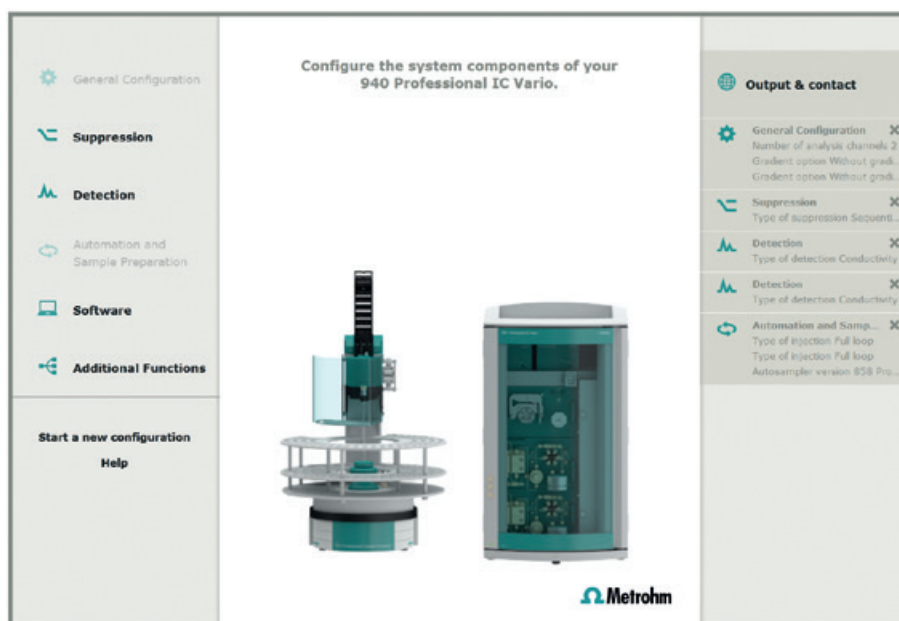 General Configuration
Suppression
Detection
Automation and
Sample Preparation
Software
Additional Functions
Start a new configuration
Help
Configure the system components of your
940 Professional IC Vario.
Metrohm
Output & contact
General Configuration
Number of analysis channels 2
Gradient option Without gradi...
Gradient option Without gradi...
Suppression
Type of suppression Sequenti...
Detection
Type of detection Conductivity
Detection
Type of detection Conductivity
Automation and Samp...
Type of injection Full loop
Type of injection Full loop
Autosampler version 858 Pro...